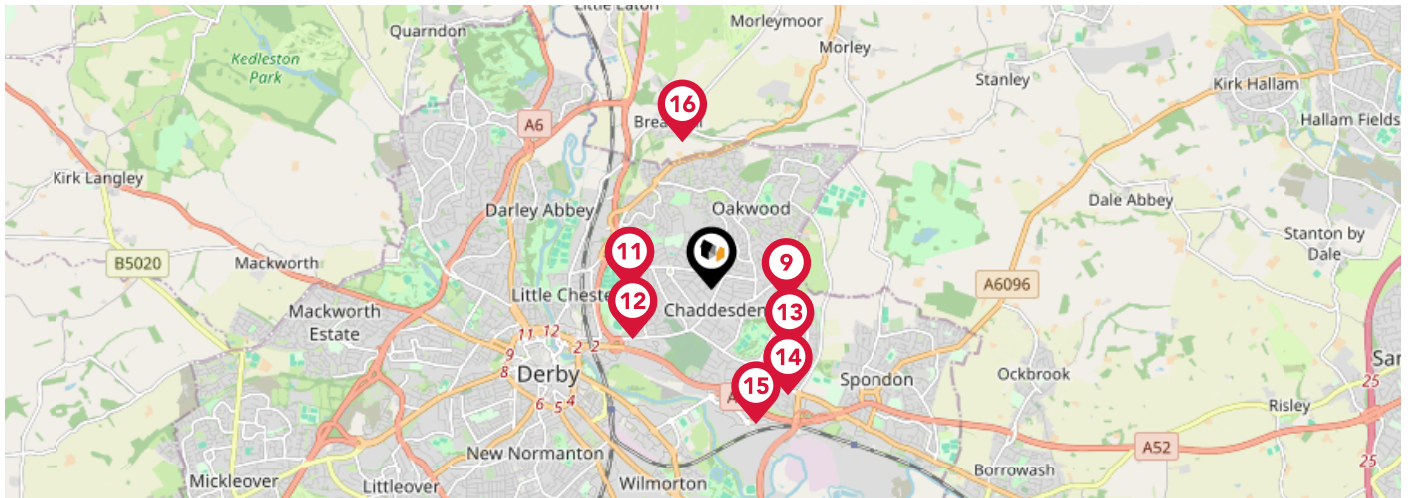 Little Eaton
Morleymoor
Quarndon
Morley
Kedleston
Park
Stanley
Kirk Hallam
16
A6
Hallam Fields
Kirk Langley
Dale Abbey
Darley Abbey
Oakwood
Stanton by
Dale
11
9
B5020
Mackworth
A6096
Little Cheste
12
Chaddesden
13
Mackworth
Estate
11
12
2
2
9
14
8
Derby
15
Spondon
Ockbrook
25
6
5
4
Risley
A52
New Normanton
Mickleover
Littleover
Wilmorton
Borrowash
25